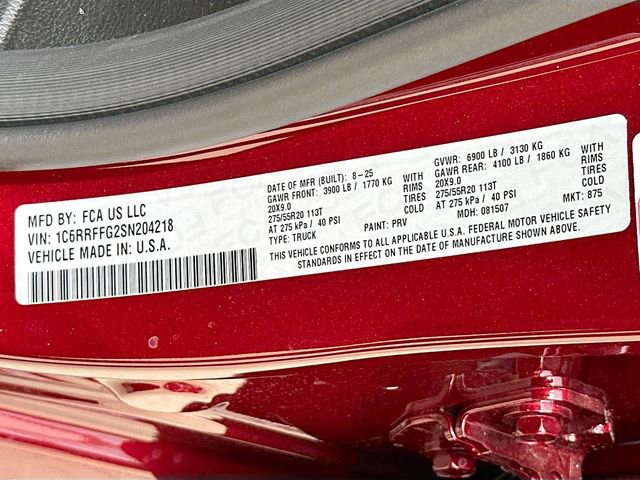 MFD BY: FCA US LLC
VIN: 1C6RRFFG2SN204218
VEHICLE MADE IN: U.S.A.
DATE OF MFR (BUILT): 8-25
GAWR FRONT: 3900 LB / 1770 KG WITH
20X9.0 RIMS
275/55R20 113T TIRES
AT 275 kPa / 40 PSI COLD
TYPE: TRUCK PAINT: PRV
GVWR: 6900 LB / 3130 KG
GAWR REAR: 4100 LB / 1860 KG WITH
20X9.0 RIMS
275/55R20 113T TIRES
AT 275 kPa / 40 PSI COLD
MDH: 081507 MKT: 875
THIS VEHICLE CONFORMS TO ALL APPLICABLE U.S.A. FEDERAL MOTOR VEHICLE SAFETY
STANDARDS IN EFFECT ON THE DATE OF MANUFACTURE SHOWN ABOVE.